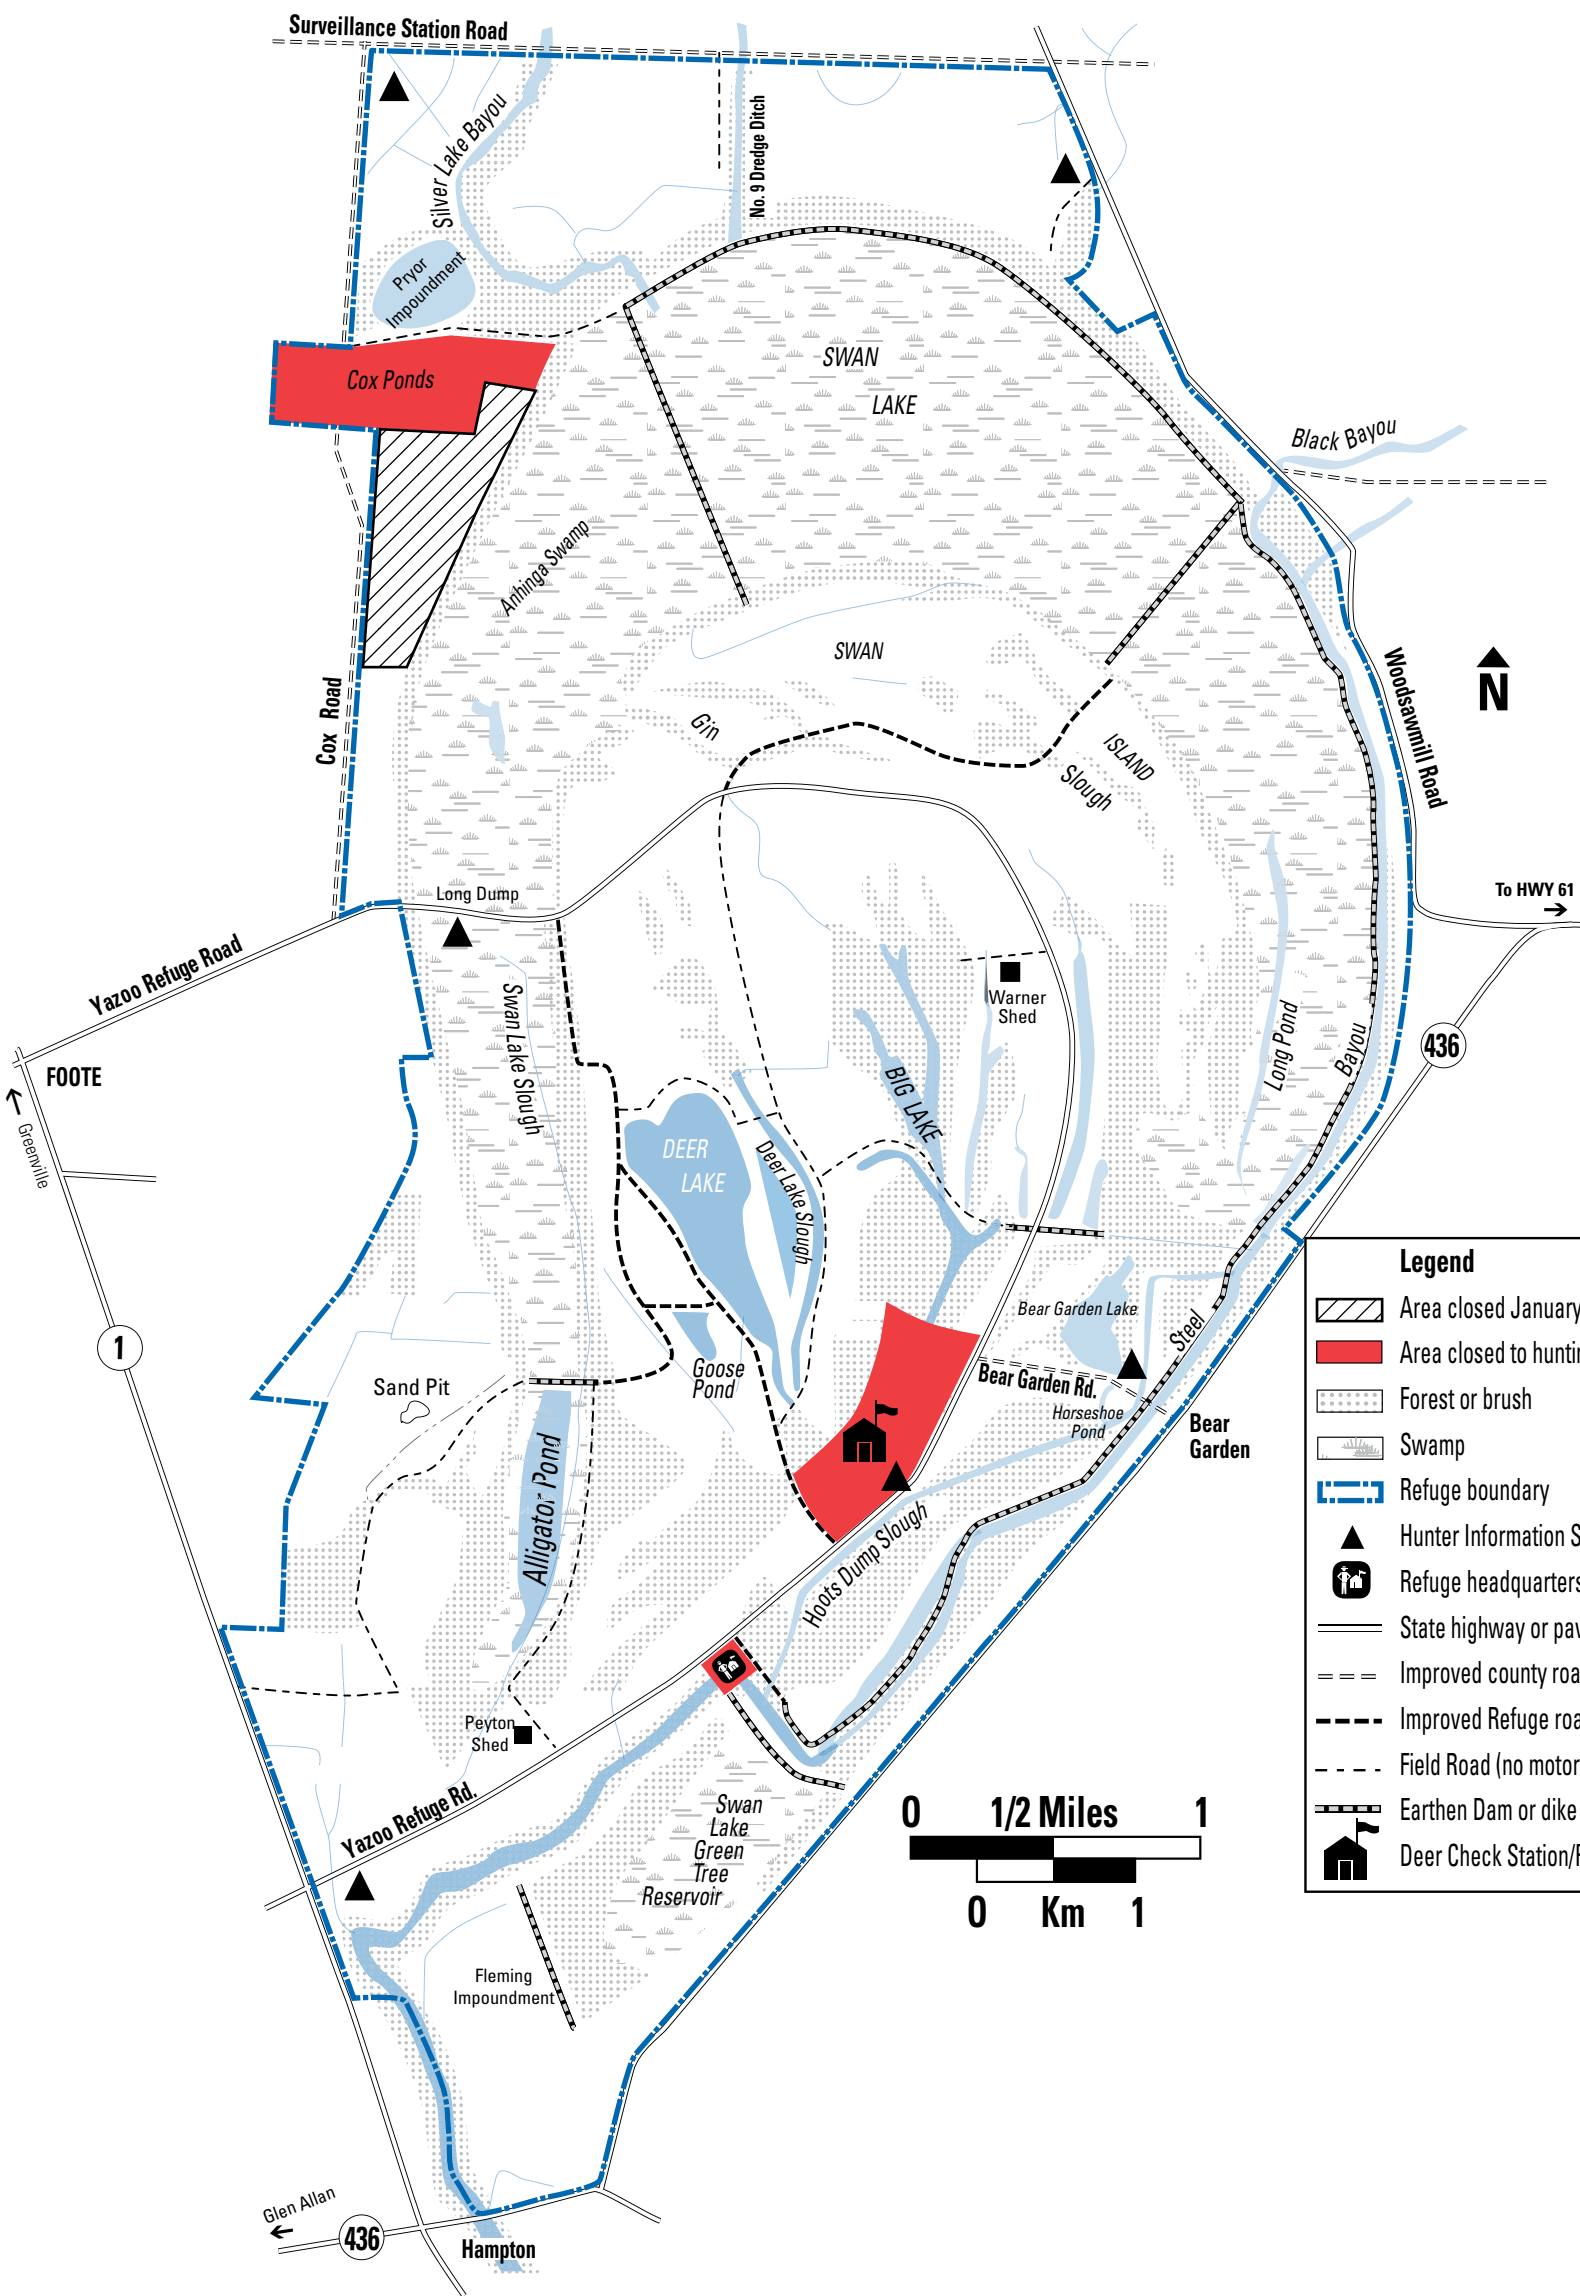 Surveillance Station Road
Silver Lake Bayou
No. 9 Dredge Ditch
Pryor
Impoundment
Cox Ponds
SWAN
LAKE
Black Bayou
Anhinga Swamp
SWAN
Cox Road
Gin
ISLAND
Slough
Woodsawmill Road
N
Long Dump
To HWY 61
Yazoo Refuge Road
Swan Lake Slough
Warner
Shed
Long Pond
Bayou
436
FOOTE
Greenville
BIG LAKE
DEER
LAKE
Deer Lake Slough
1
Bear Garden Lake
Steel
Goose
Pond
Bear Garden Rd.
Sand Pit
Horseshoe
Pond
Bear
Garden
Alligator Pond
Hoots Dump Slough
Peyton
Shed
Yazoo Refuge Rd.
Swan
Lake
Green
Tree
Reservoir
Fleming
Impoundment
0 1/2 Miles 1
0 Km 1
Glen Allan
436
Hampton
Legend
Area closed January
Area closed to huntin
Forest or brush
Swamp
Refuge boundary
Hunter Information S
Refuge headquarters
State highway or pav
Improved county roa
Improved Refuge roa
Field Road (no motor
Earthen Dam or dike
Deer Check Station/F